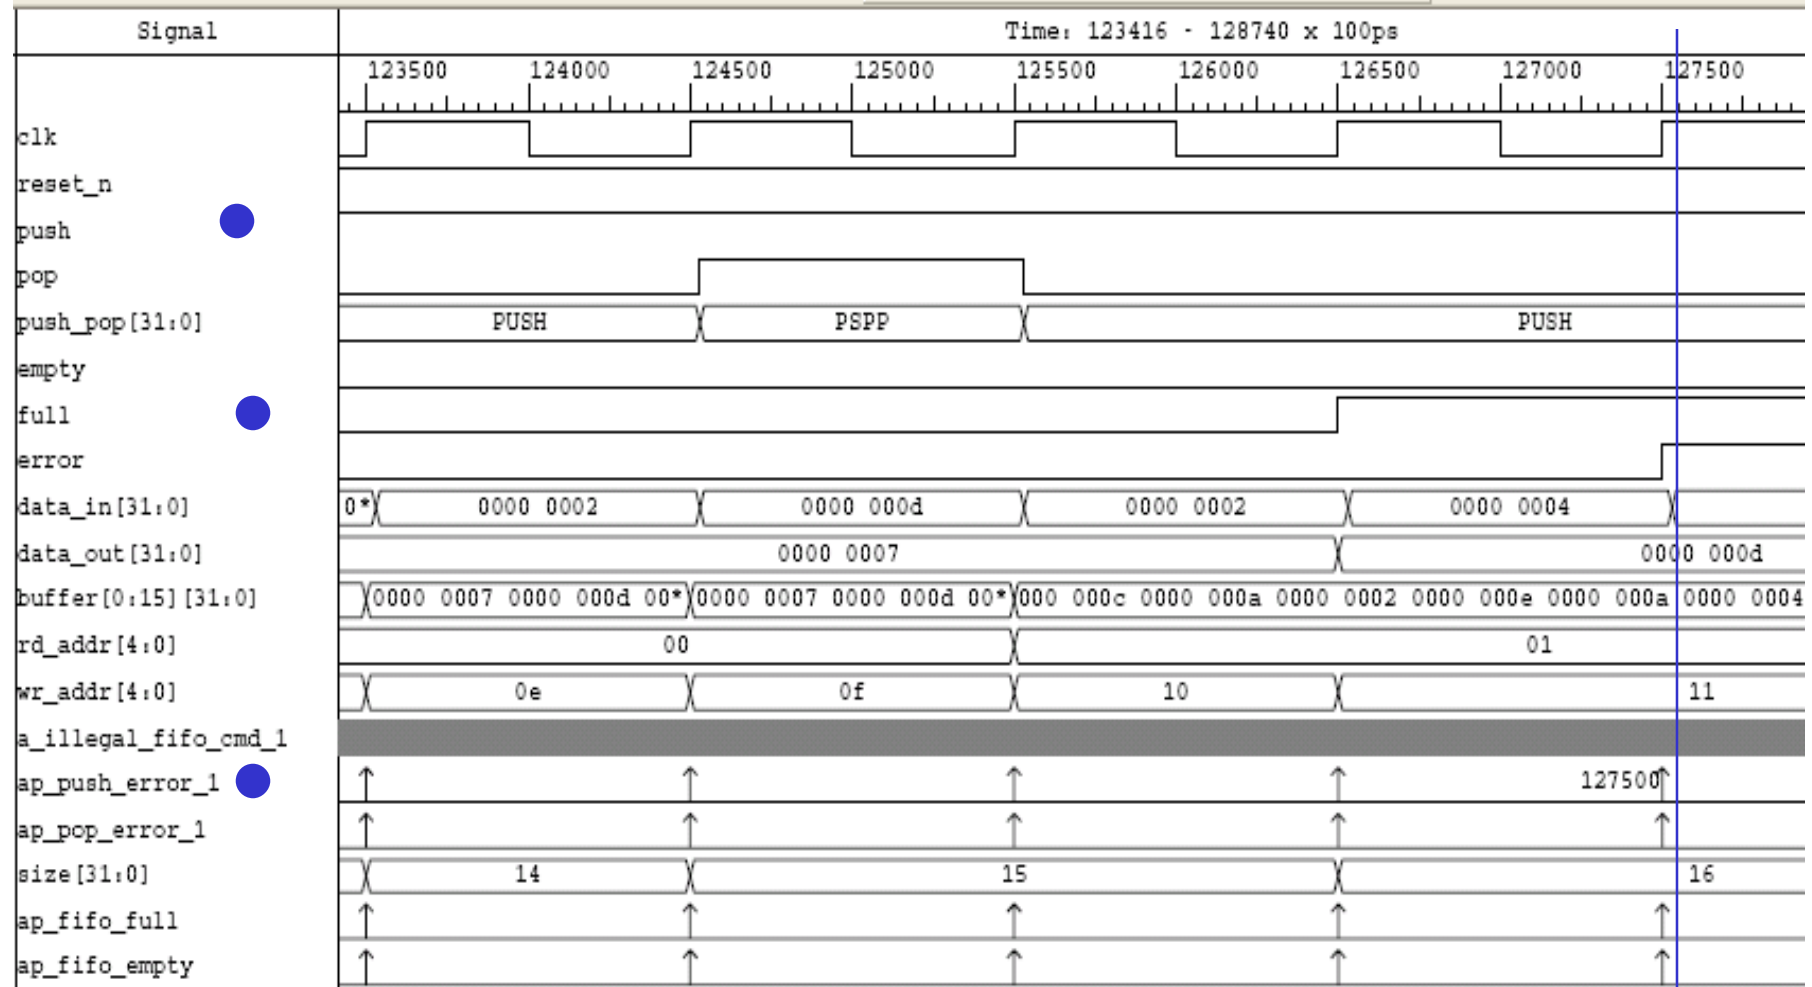 Signal
Time: 123416 - 128740 x 100ps
123500 124000 124500 125000 125500 126000 126500 127000 127500
clk
reset_n
push
pop
push_pop[31:0] PUSH PSPP PUSH
empty
full
error
data_in[31:0] 0* 0000 0002 0000 000d 0000 0002 0000 0004
data_out[31:0] 0000 0007 0000 000d
buffer[0:15][31:0] 0000 0007 0000 000d 00* 0000 0007 0000 000d 00* 000 000c 0000 000a 0000 0002 0000 000e 0000 000a 0000 0004
rd_addr[4:0] 00 01
wr_addr[4:0] 0e 0f 10 11
a_illegal_fifo_cmd_1
ap_push_error_1 127500
ap_pop_error_1
size[31:0] 14 15 16
ap_fifo_full
ap_fifo_empty